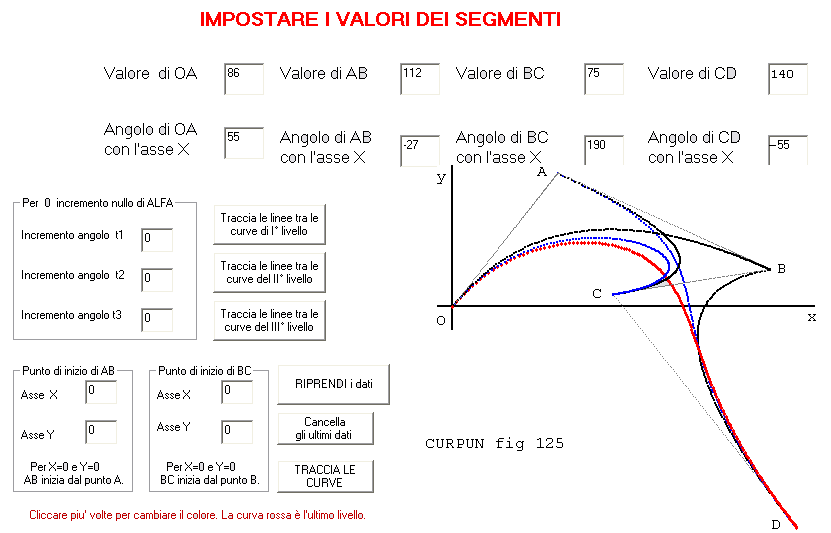 IMPOSTARE I VALORI DEI SEGMENTI
Valore di OA
86
Valore di AB
112
Valore di BC
75
Valore di CD
140
Angolo di OA
con l'asse X
55
Angolo di AB
con l'asse X
-27
Angolo di BC
con l'asse X
190
Angolo di CD
con l'asse X
-55
Per 0 incremento nullo di ALFA
Incremento angolo t1
0
Incremento angolo t2
0
Incremento angolo t3
0
Traccia le linee tra le
curve di I° livello
Traccia le linee tra le
curve del II° livello
Traccia le linee tra le
curve del III° livello
Punto di inizio di AB
Asse X
0
Asse Y
0
Per X=0 e Y=0
AB inizia dal punto A.
Punto di inizio di BC
Asse X
0
Asse Y
0
Per X=0 e Y=0
BC inizia dal punto B.
RIPRENDI i dati
Cancella
gli ultimi dati
TRACCIA LE
CURVE
Cliccare piu' volte per cambiare il colore. La curva rossa è l'ultimo livello.
y
A
B
C
O
x
CURPUN fig 125
D